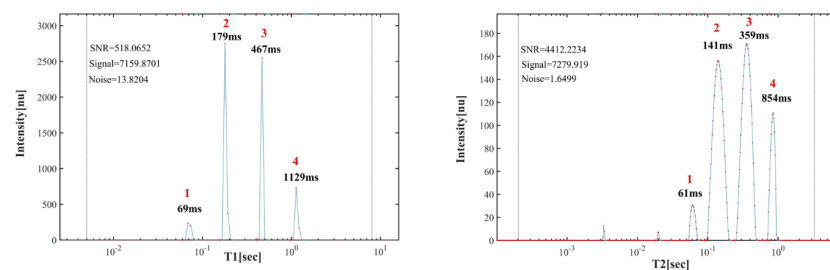 2
179ms
3
467ms
SNR=518.0652
Signal=7159.8701
Noise=13.8204
4
1129ms
1
69ms
3000
2500
2000
1500
1000
500
0
Intensity[nu]
10-2
10-1
100
101
T1[sec]
2
141ms
3
359ms
SNR=4412.2234
Signal=7279.919
Noise=1.6499
4
854ms
1
61ms
180
160
140
120
100
80
60
40
20
0
Intensity[nu]
10-3
10-2
10-1
100
T2[sec]